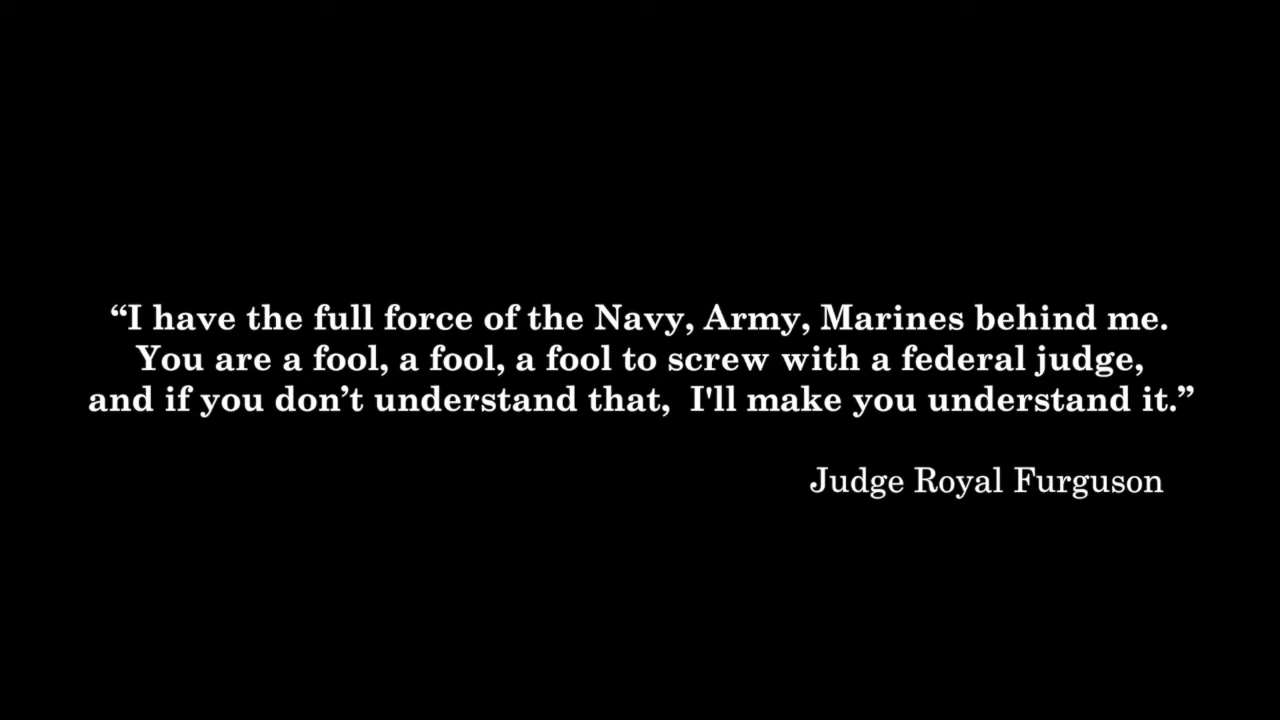 “I have the full force of the Navy, Army, Marines behind me.
You are a fool, a fool, a fool to screw with a federal judge,
and if you don’t understand that,  I'll make you understand it.”
Judge Royal Furguson